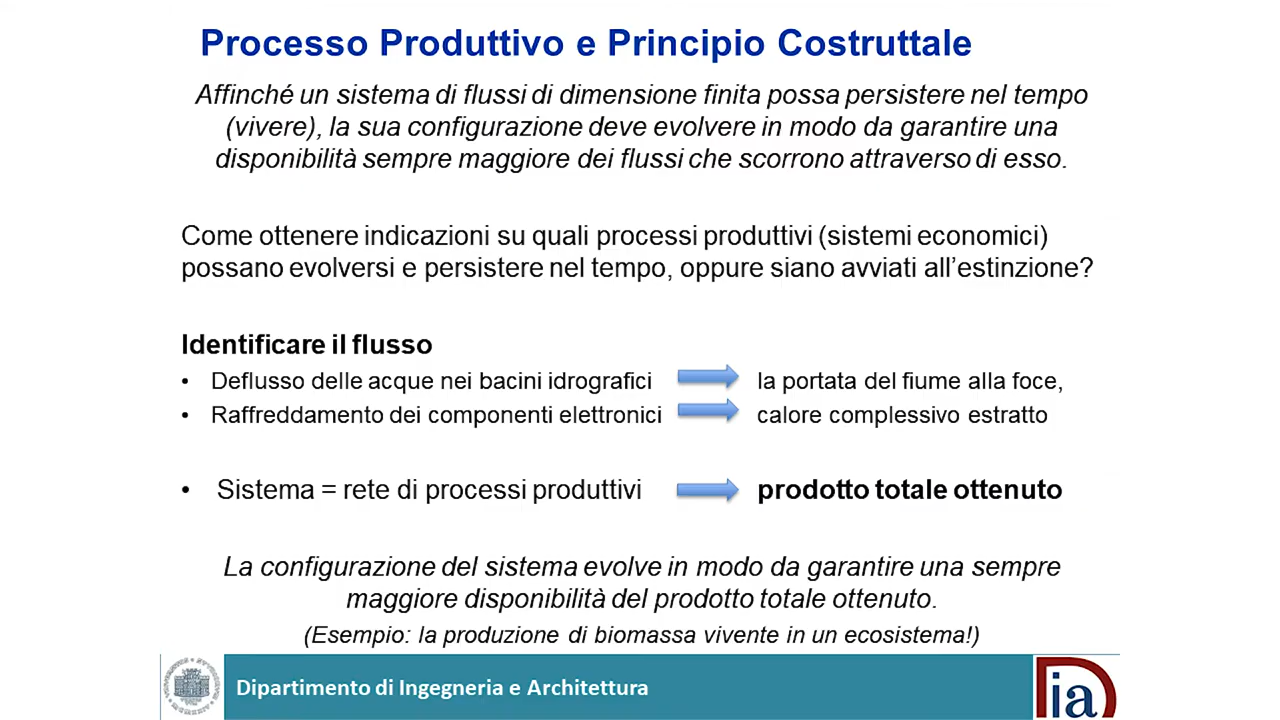 Processo Produttivo e Principio Costruttale
Affinché un sistema di flussi di dimensione finita possa persistere nel tempo
(vivere), la sua configurazione deve evolvere in modo da garantire una
disponibilità sempre maggiore dei flussi che scorrono attraverso di esso.
Come ottenere indicazioni su quali processi produttivi (sistemi economici)
possano evolversi e persistere nel tempo, oppure siano avviati all’estinzione?
Identificare il flusso
• Deflusso delle acque nei bacini idrografici la portata del fiume alla foce,
• Raffreddamento dei componenti elettronici calore complessivo estratto
• Sistema = rete di processi produttivi prodotto totale ottenuto
La configurazione del sistema evolve in modo da garantire una sempre
maggiore disponibilità del prodotto totale ottenuto.
(Esempio: la produzione di biomassa vivente in un ecosistema!)
Dipartimento di Ingegneria e Architettura
Dia